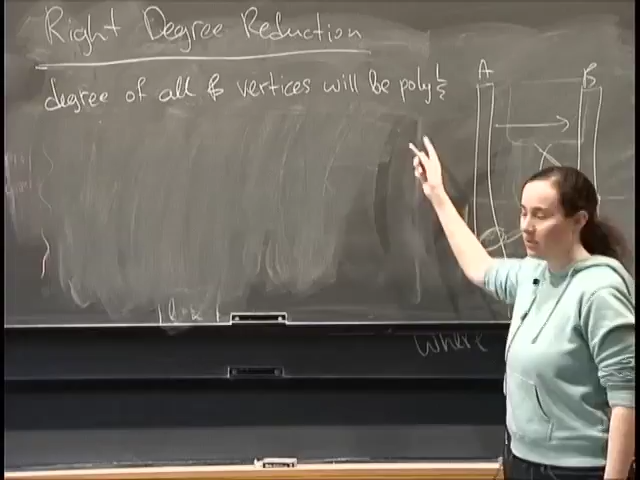 Right Degree Reduction
degree of all B vertices will be poly 1/ε
A
B
where